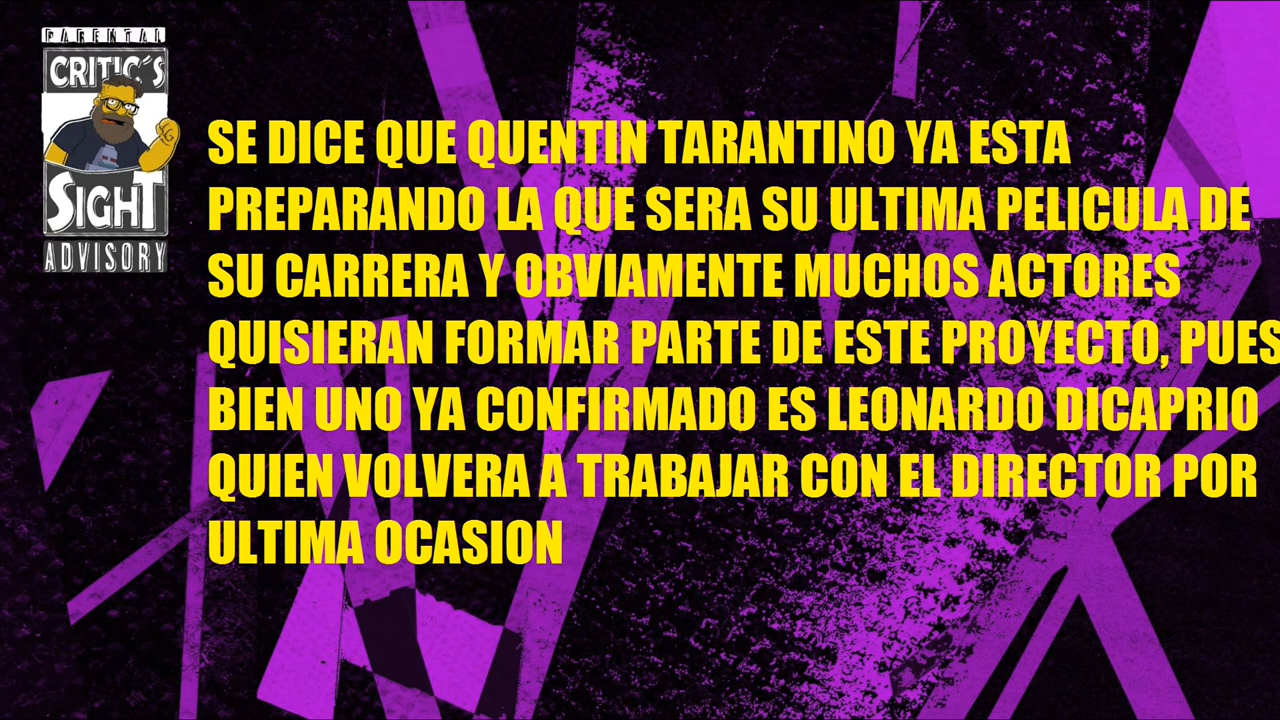 PARENTAL
CRITIC´S
SIGHT
ADVISORY
SE DICE QUE QUENTIN TARANTINO YA ESTA
PREPARANDO LA QUE SERA SU ULTIMA PELICULA DE
SU CARRERA Y OBVIAMENTE MUCHOS ACTORES
QUISIERAN FORMAR PARTE DE ESTE PROYECTO, PUES
BIEN UNO YA CONFIRMADO ES LEONARDO DICAPRIO
QUIEN VOLVERA A TRABAJAR CON EL DIRECTOR POR
ULTIMA OCASION